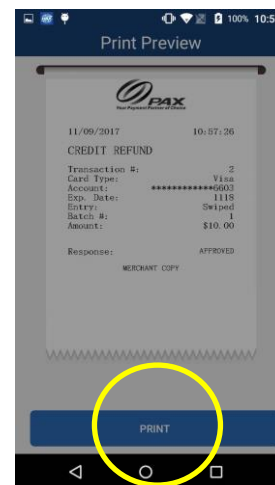 100% 10:5
Print Preview
PAX
Your Payment Partner of Choice
11/09/2017 10:57:26
CREDIT REFUND
Transaction #: 2
Card Type: Visa
Account: ************6603
Exp. Date: 1118
Entry: Swiped
Batch #: 1
Amount: $10.00
Response: APPROVED
MERCHANT COPY
PRINT